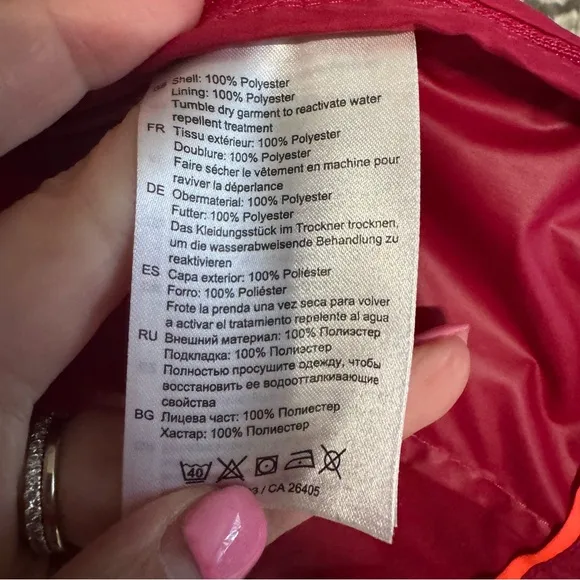 Shell: 100% Polyester
Lining: 100% Polyester
Tumble dry garment to reactivate water
repellent treatment
FR Tissu extérieur: 100% Polyester
Doublure: 100% Polyester
Faire sécher le vêtement en machine pour
raviver la déperlance
DE Obermaterial: 100% Polyester
Futter: 100% Polyester
Das Kleidungsstück im Trockner trocknen,
um die wasserabweisende Behandlung zu
reaktivieren
ES Capa exterior: 100% Poliéster
Forro: 100% Poliéster
Frote la prenda una vez seca para volver
a activar el tratamiento repelente al agua
RU Внешний материал: 100% Полиэстер
Подкладка: 100% Полиэстер
Полностью просушите одежду, чтобы
восстановить ее водоотталкивающие
свойства
BG Лицева част: 100% Полиестер
Хастар: 100% Полиестер
40
3 / CA 26405